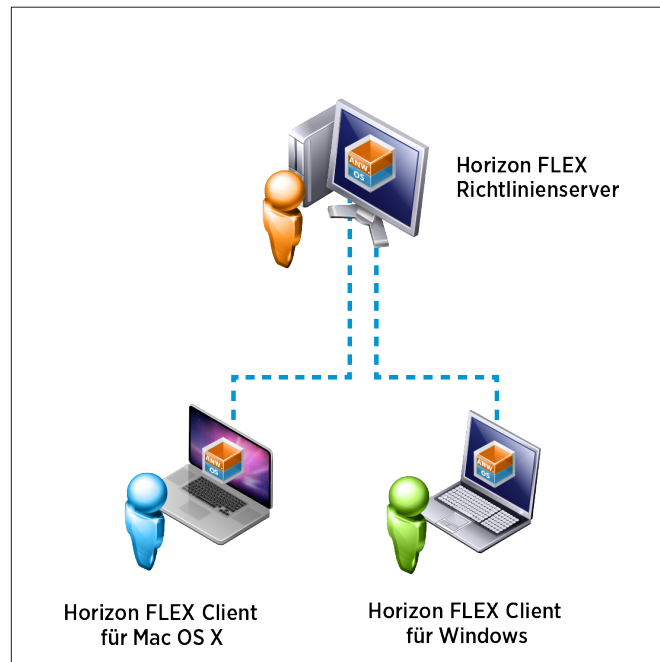 ANW.
OS
Horizon FLEX
Richtlinienserver
ANW.
OS
ANW.
OS
Horizon FLEX Client
für Mac OS X
Horizon FLEX Client
für Windows